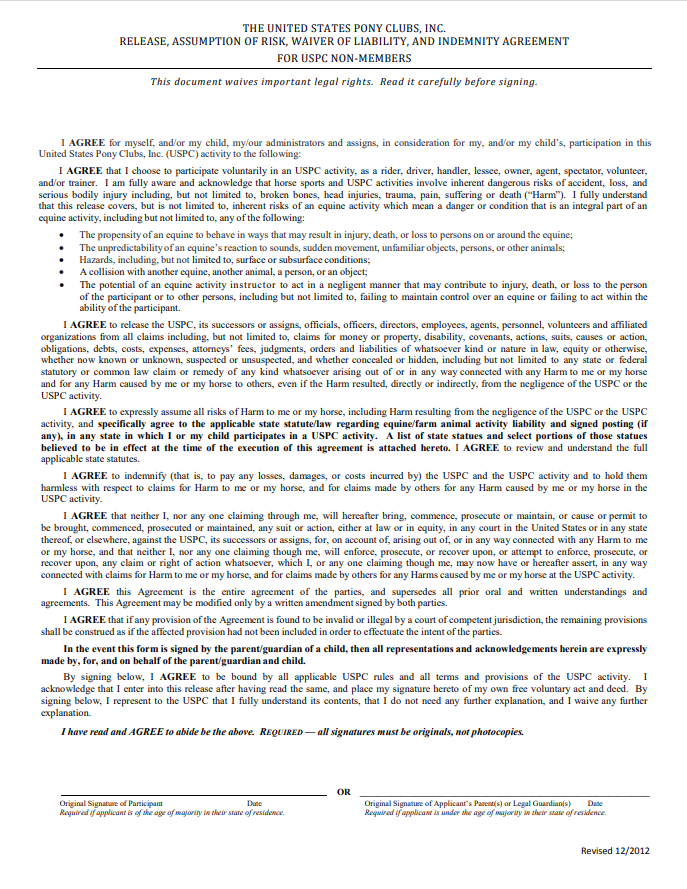 THE UNITED STATES PONY CLUBS, INC.
RELEASE, ASSUMPTION OF RISK, WAIVER OF LIABILITY, AND INDEMNITY AGREEMENT
FOR USPC NON-MEMBERS
This document waives important legal rights. Read it carefully before signing.
I AGREE for myself, and/or my child, my/our administrators and assigns, in consideration for my, and/or my child's, participation in this
United States Pony Clubs, Inc. (USPC) activity to the following:
I AGREE that I choose to participate voluntarily in an USPC activity, as a rider, driver, handler, lessee, owner, agent, spectator, volunteer,
and/or trainer. I am fully aware and acknowledge that horse sports and USPC activities involve inherent dangerous risks of accident, loss, and
serious bodily injury including, but not limited to, broken bones, head injuries, trauma, pain, suffering or death ("Harm"). I fully understand
that this release covers, but is not limited to, inherent risks of an equine activity which mean a danger or condition that is an integral part of an
equine activity, including but not limited to, any of the following:
• The propensity of an equine to behave in ways that may result in injury, death, or loss to persons on or around the equine;
• The unpredictability of an equine's reaction to sounds, sudden movement, unfamiliar objects, persons, or other animals;
• Hazards, including, but not limited to, surface or subsurface conditions;
• A collision with another equine, another animal, a person, or an object;
• The potential of an equine activity instructor to act in a negligent manner that may contribute to injury, death, or loss to the person
of the participant or to other persons, including but not limited to, failing to maintain control over an equine or failing to act within the
ability of the participant.
I AGREE to release the USPC, its successors or assigns, officials, officers, directors, employees, agents, personnel, volunteers and affiliated
organizations from all claims including, but not limited to, claims for money or property, disability, covenants, actions, suits, causes or action,
obligations, debts, costs, expenses, attorneys' fees, judgments, orders and liabilities of whatsoever kind or nature in law, equity or otherwise,
whether now known or unknown, suspected or unsuspected, and whether concealed or hidden, including but not limited to any state or federal
statutory or common law claim or remedy of any kind whatsoever arising out of or in any way connected with any Harm to me or my horse
and for any Harm caused by me or my horse to others, even if the Harm resulted, directly or indirectly, from the negligence of the USPC or the
USPC activity.
I AGREE to expressly assume all risks of Harm to me or my horse, including Harm resulting from the negligence of the USPC or the USPC
activity, and specifically agree to the applicable state statute/law regarding equine/farm animal activity liability and signed posting (if
any), in any state in which I or my child participates in a USPC activity. A list of state statues and select portions of those statues
believed to be in effect at the time of the execution of this agreement is attached hereto. I AGREE to review and understand the full
applicable state statutes.
I AGREE to indemnify (that is, to pay any losses, damages, or costs incurred by) the USPC and the USPC activity and to hold them
harmless with respect to claims for Harm to me or my horse, and for claims made by others for any Harm caused by me or my horse in the
USPC activity.
I AGREE that neither I, nor any one claiming through me, will hereafter bring, commence, prosecute or maintain, or cause or permit to
be brought, commenced, prosecuted or maintained, any suit or action, either at law or in equity, in any court in the United States or in any state
thereof, or elsewhere, against the USPC, its successors or assigns, for, on account of, arising out of, or in any way connected with any Harm to me
or my horse, and that neither I, nor any one claiming though me, will enforce, prosecute, or recover upon, or attempt to enforce, prosecute, or
recover upon, any claim or right of action whatsoever, which I, or any one claiming though me, may now have or hereafter assert, in any way
connected with claims for Harm to me or my horse, and for claims made by others for any Harms caused by me or my horse at the USPC activity.
I AGREE this Agreement is the entire agreement of the parties, and supersedes all prior oral and written understandings and
agreements. This Agreement may be modified only by a written amendment signed by both parties.
I AGREE that if any provision of the Agreement is found to be invalid or illegal by a court of competent jurisdiction, the remaining provisions
shall be construed as if the affected provision had not been included in order to effectuate the intent of the parties.
In the event this form is signed by the parent/guardian of a child, then all representations and acknowledgements herein are expressly
made by, for, and on behalf of the parent/guardian and child.
By signing below, I AGREE to be bound by all applicable USPC rules and all terms and provisions of the USPC activity. I
acknowledge that I enter into this release after having read the same, and place my signature hereto of my own free voluntary act and deed. By
signing below, I represent to the USPC that I fully understand its contents, that I do not need any further explanation, and I waive any further
explanation.
I have read and AGREE to abide be the above. REQUIRED — all signatures must be originals, not photocopies.
OR
Original Signature of Participant Date
Required if applicant is of the age of majority in their state of residence.
Original Signature of Applicant's Parent(s) or Legal Guardian(s) Date
Required if applicant is under the age of majority in their state of residence.
Revised 12/2012